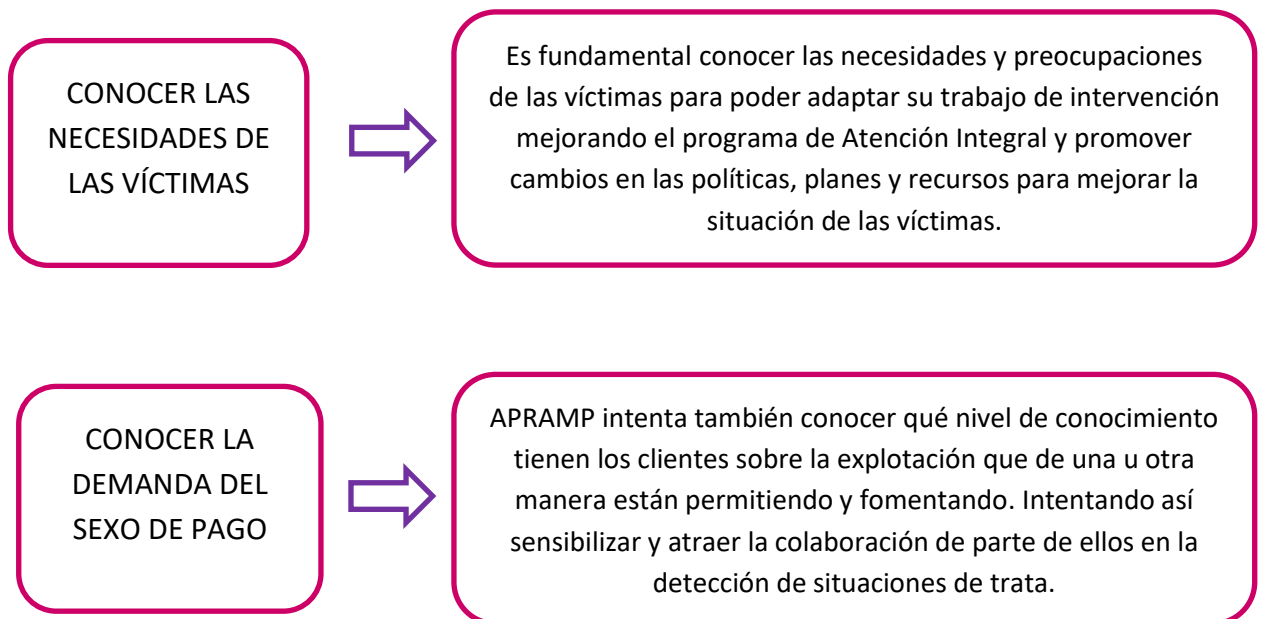 CONOCER LAS
NECESIDADES DE
LAS VÍCTIMAS
Es fundamental conocer las necesidades y preocupaciones
de las víctimas para poder adaptar su trabajo de intervención
mejorando el programa de Atención Integral y promover
cambios en las políticas, planes y recursos para mejorar la
situación de las víctimas.
CONOCER LA
DEMANDA DEL
SEXO DE PAGO
APRAMP intenta también conocer qué nivel de conocimiento
tienen los clientes sobre la explotación que de una u otra
manera están permitiendo y fomentando. Intentando así
sensibilizar y atraer la colaboración de parte de ellos en la
detección de situaciones de trata.